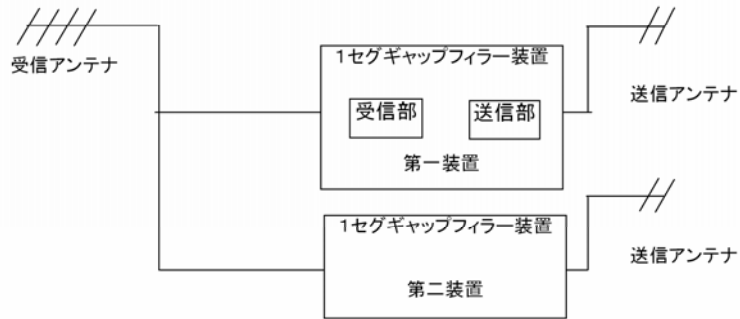 受信アンテナ
1セグギャップフィラー装置
受信部
送信部
第一装置
送信アンテナ
1セグギャップフィラー装置
第二装置
送信アンテナ